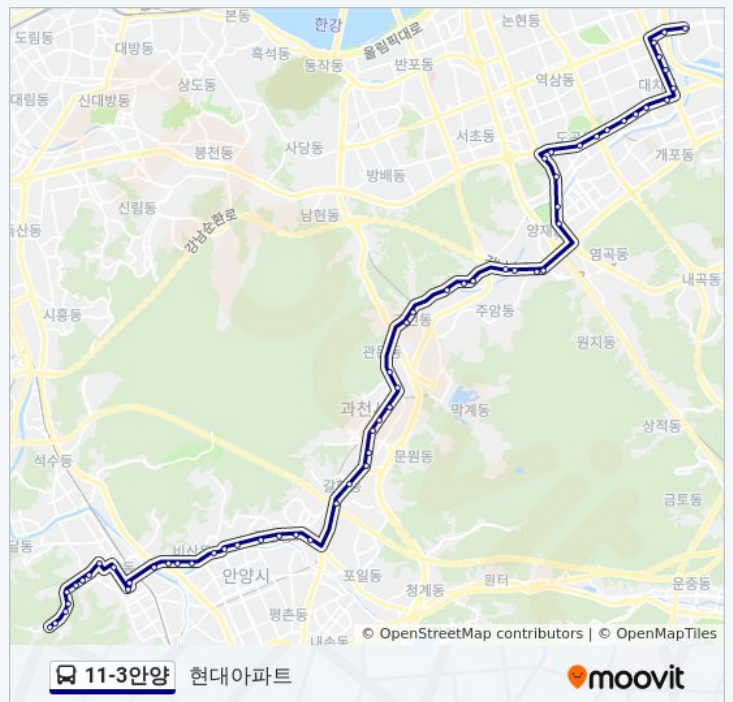 본동
한강
논현동
도림동
대방동
흑석동
동작동
올림픽대로
반포동
상도동
역삼동
대치
대림동
신대방동
사당동
서초동
봉천동
방배동
개포동
신림동
남현동
강남순환로
양재
염곡동
내곡동
시흥동
주암동
관문동
원지동
과천시
막계동
상적동
석수동
문원동
갈현동
금토동
비산동
안양시
포일동
청계동
원터
운중동
평촌동
내손동
© OpenStreetMap contributors | © OpenMapTiles
11-3안양 현대아파트
moovit